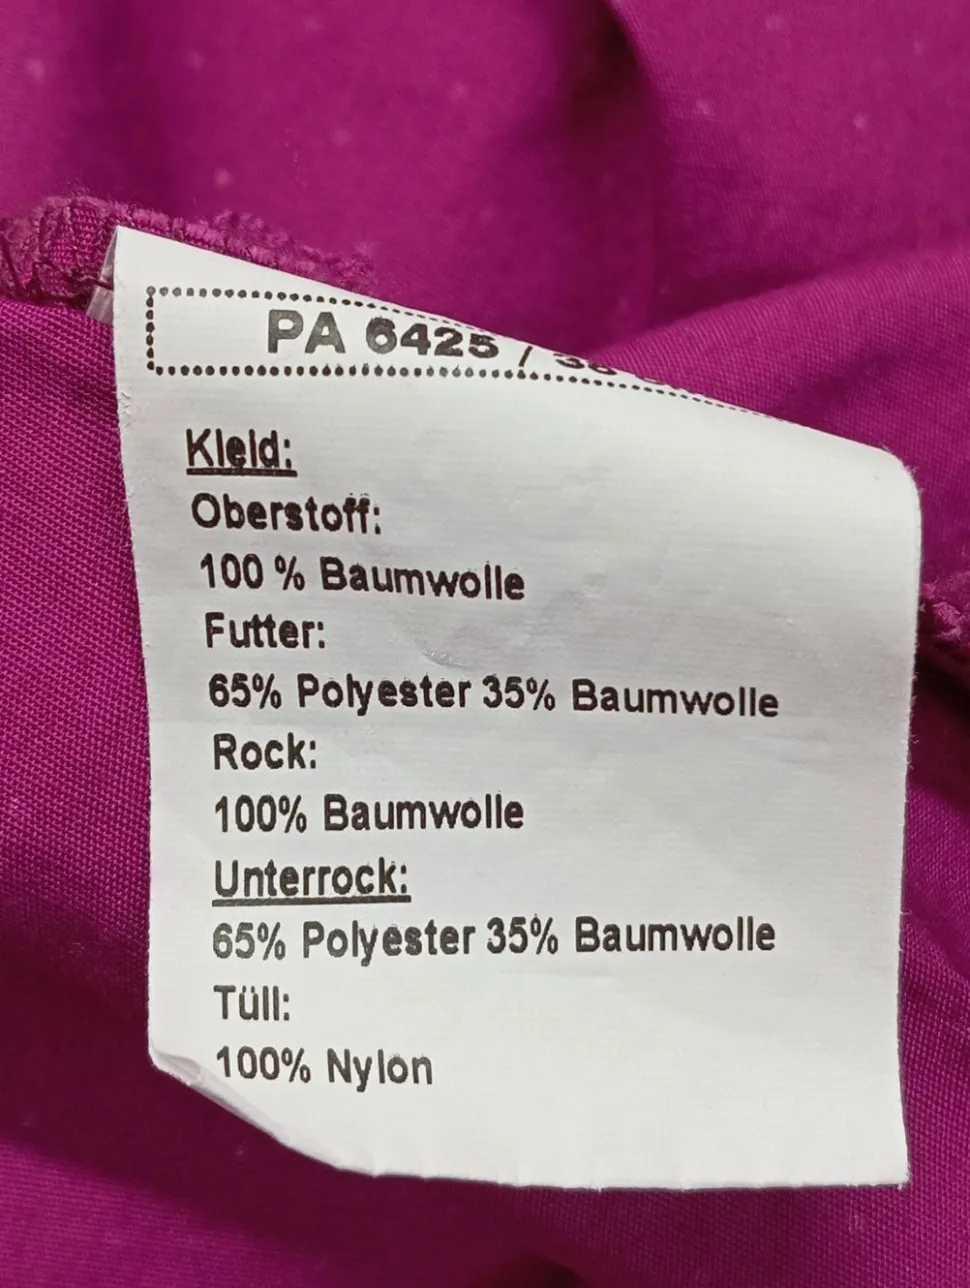 PA 6425 /
Kleid:
Oberstoff:
100 % Baumwolle
Futter:
65% Polyester 35% Baumwolle
Rock:
100% Baumwolle
Unterrock:
65% Polyester 35% Baumwolle
Tüll:
100% Nylon